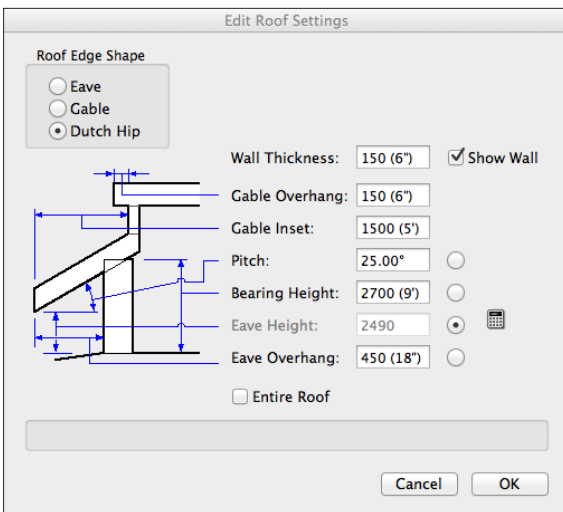 Edit Roof Settings
Roof Edge Shape
Eave
Gable
Dutch Hip
Wall Thickness: 150 (6") Show Wall
Gable Overhang: 150 (6")
Gable Inset: 1500 (5')
Pitch: 25.00°
Bearing Height: 2700 (9')
Eave Height: 2490
Eave Overhang: 450 (18")
Entire Roof
Cancel OK